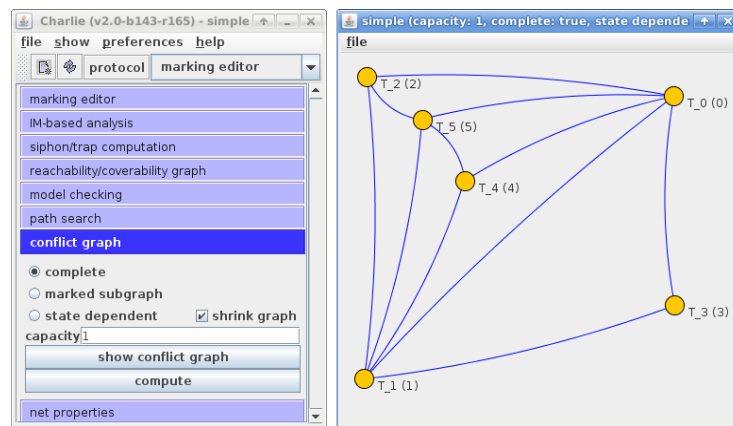 Charlie (v2.0-b143-r165) - simple
file show preferences help
protocol marking editor
marking editor
IM-based analysis
siphon/trap computation
reachability/coverability graph
model checking
path search
conflict graph
complete
marked subgraph
state dependent shrink graph
capacity 1
show conflict graph
compute
net properties
simple (capacity: 1, complete: true, state depende
file
T_2 (2)
T_0 (0)
T_5 (5)
T_4 (4)
T_3 (3)
T_1 (1)